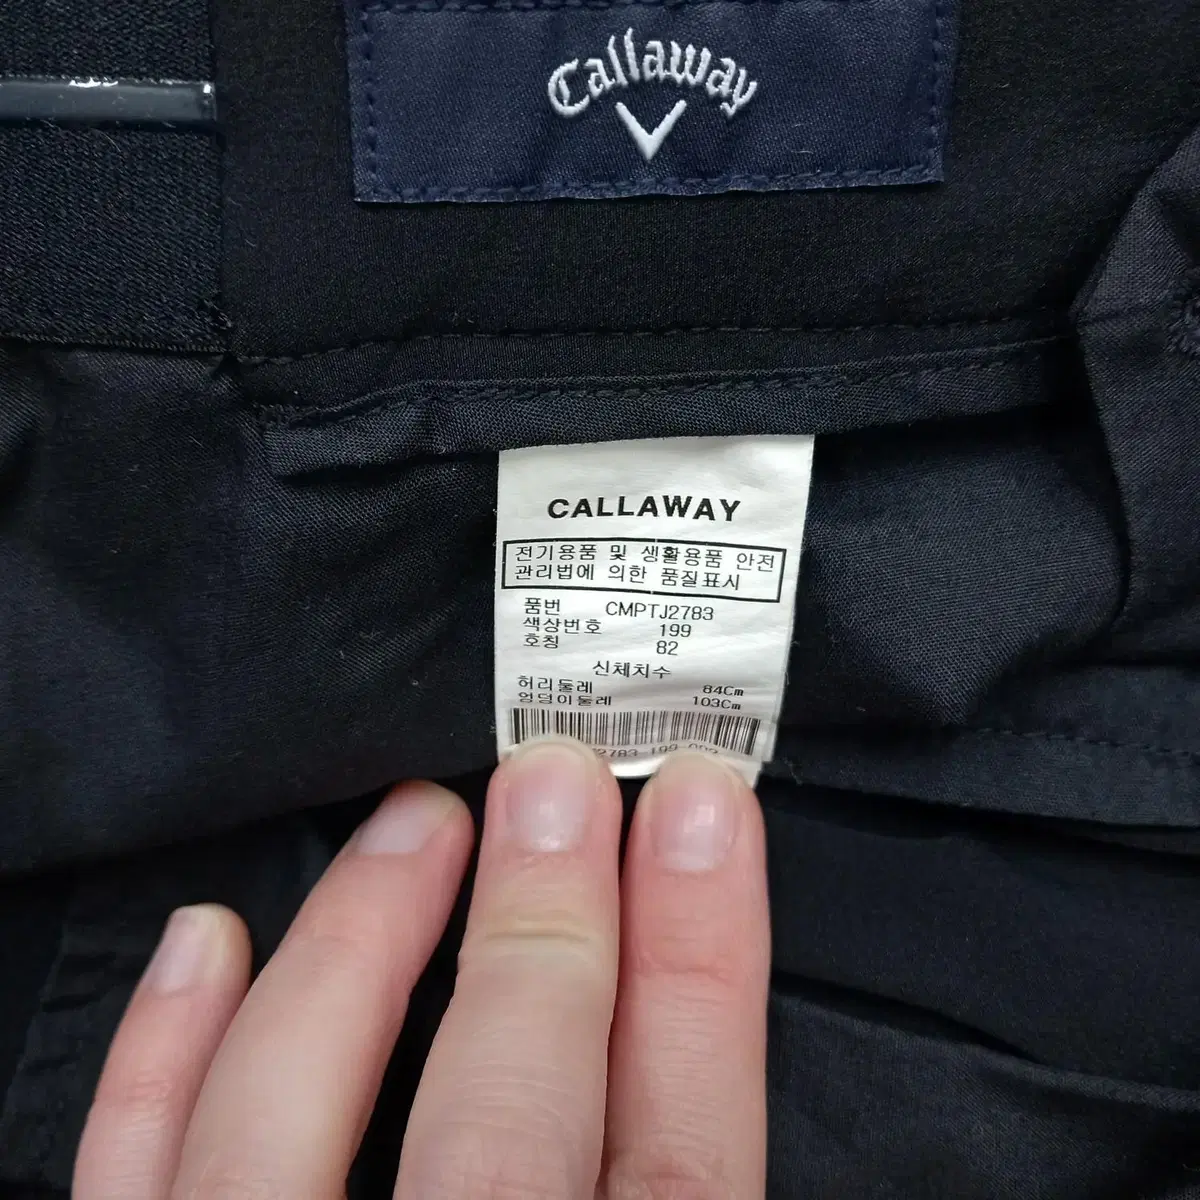 Callaway
CALLAWAY
전기용품 및 생활용품 안전
관리법에 의한 품질표시
품번 CMPTJ2783
색상번호 199
호칭 82
신체치수
허리둘레 84Cm
엉덩이둘레 103Cm